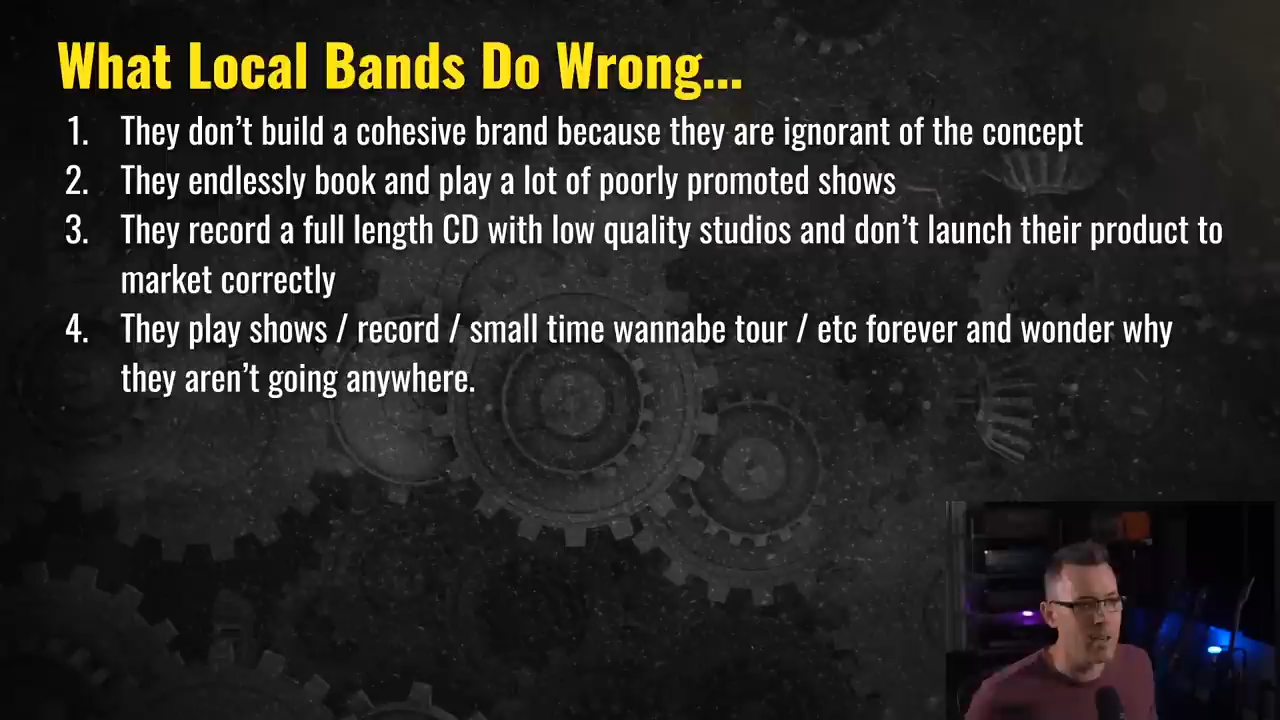 What Local Bands Do Wrong...
1. They don’t build a cohesive brand because they are ignorant of the concept
2. They endlessly book and play a lot of poorly promoted shows
3. They record a full length CD with low quality studios and don’t launch their product to
market correctly
4. They play shows / record / small time wannabe tour / etc forever and wonder why
they aren’t going anywhere.